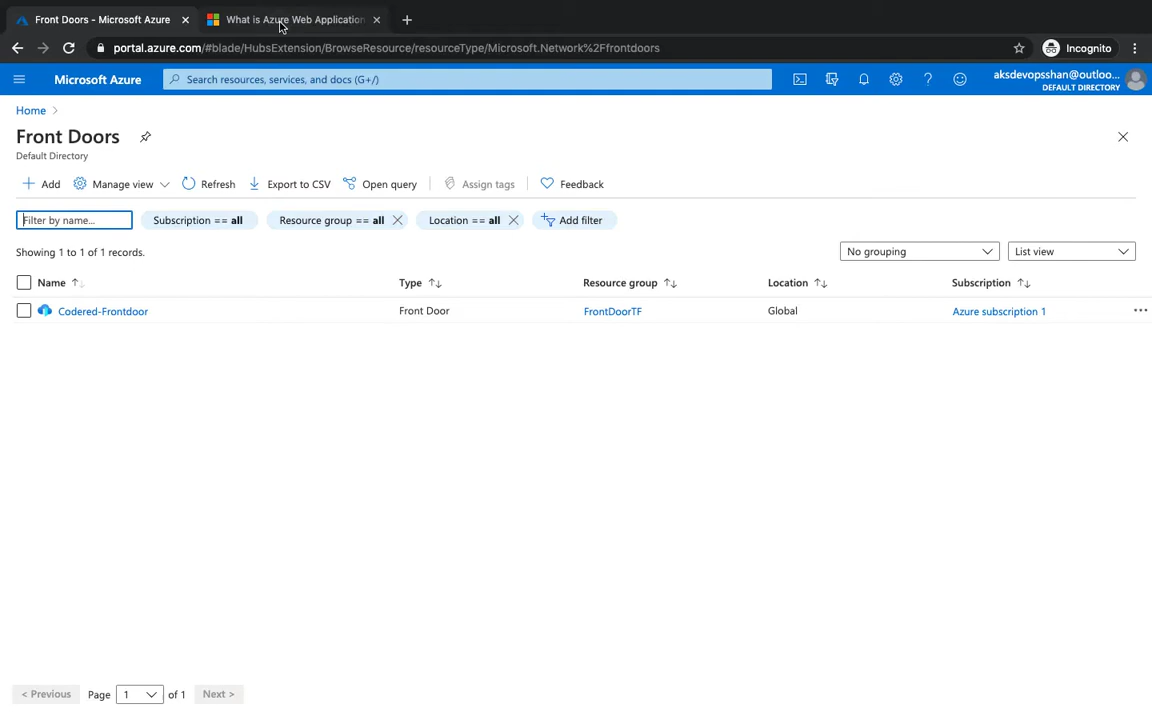 Front Doors - Microsoft Azure
What is Azure Web Application
portal.azure.com/#blade/HubsExtension/BrowseResource/resourceType/Microsoft.Network%2Ffrontdoors
Incognito
Microsoft Azure
Search resources, services, and docs (G+/)
aksdevopsshan@outloo...
DEFAULT DIRECTORY
Home
Front Doors
Default Directory
Add
Manage view
Refresh
Export to CSV
Open query
Assign tags
Feedback
Filter by name...
Subscription == all
Resource group == all
Location == all
Add filter
Showing 1 to 1 of 1 records.
No grouping
List view
Name
Type
Resource group
Location
Subscription
Codered-Frontdoor
Front Door
FrontDoorTF
Global
Azure subscription 1
< Previous
Page
1
of 1
Next >